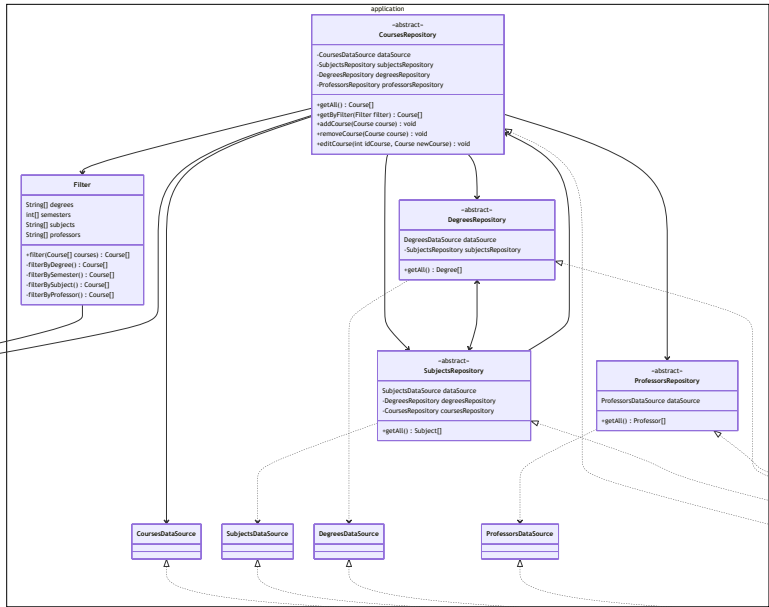 application
«abstract»
CoursesRepository
-CoursesDataSource dataSource
-SubjectsRepository subjectsRepository
-DegreesRepository degreesRepository
-ProfessorsRepository professorsRepository
+getAll() : Course[]
+getByFilter(Filter filter) : Course[]
+addCourse(Course course) : void
+removeCourse(Course course) : void
+editCourse(int idCourse, Course newCourse) : void
Filter
String[] degrees
int[] semesters
String[] subjects
String[] professors
+filter(Course[] courses) : Course[]
-filterByDegree() : Course[]
-filterBySemester() : Course[]
-filterBySubject() : Course[]
-filterByProfessor() : Course[]
«abstract»
DegreesRepository
DegreesDataSource dataSource
-SubjectsRepository subjectsRepository
+getAll() : Degree[]
«abstract»
SubjectsRepository
SubjectsDataSource dataSource
-DegreesRepository degreesRepository
-CoursesRepository coursesRepository
+getAll() : Subject[]
«abstract»
ProfessorsRepository
ProfessorsDataSource dataSource
+getAll() : Professor[]
CoursesDataSource
SubjectsDataSource
DegreesDataSource
ProfessorsDataSource